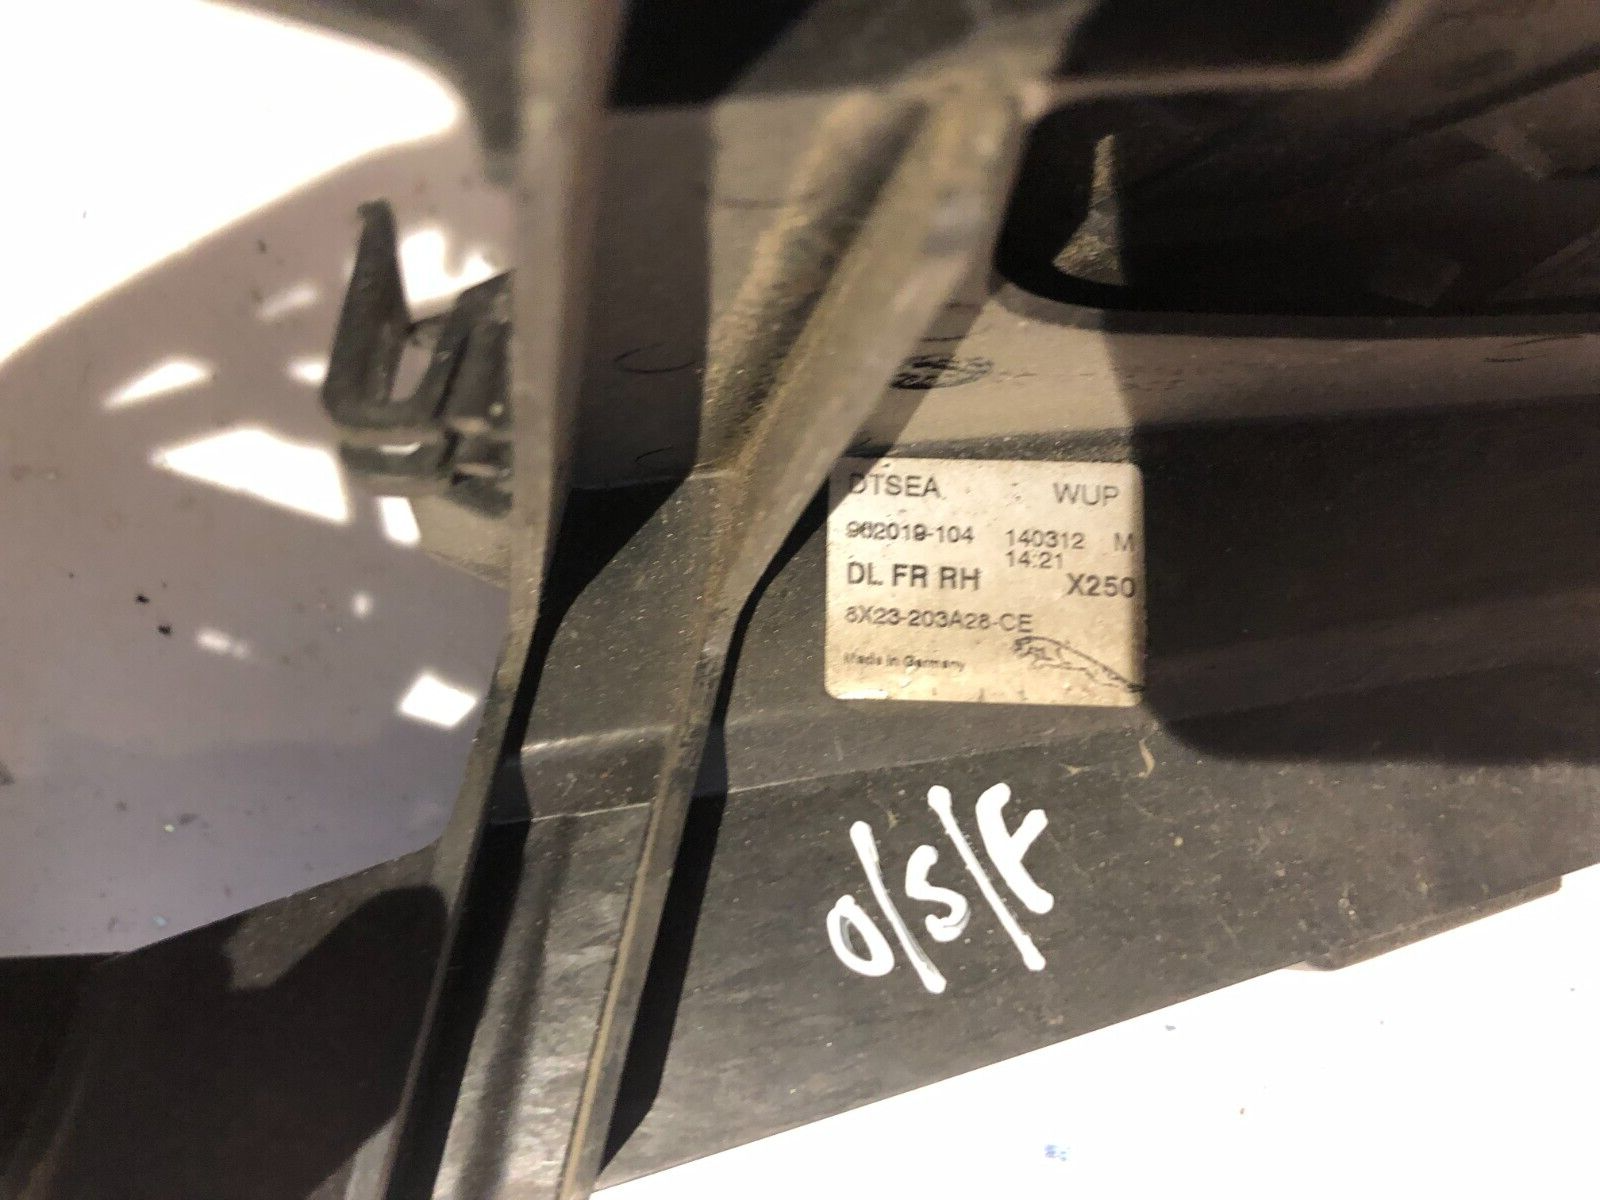 DTSEA WUP
962019-104 140312 M
14:21
DL FR RH X250
8X23-203A28-CE
Made in Germany
O/S/F